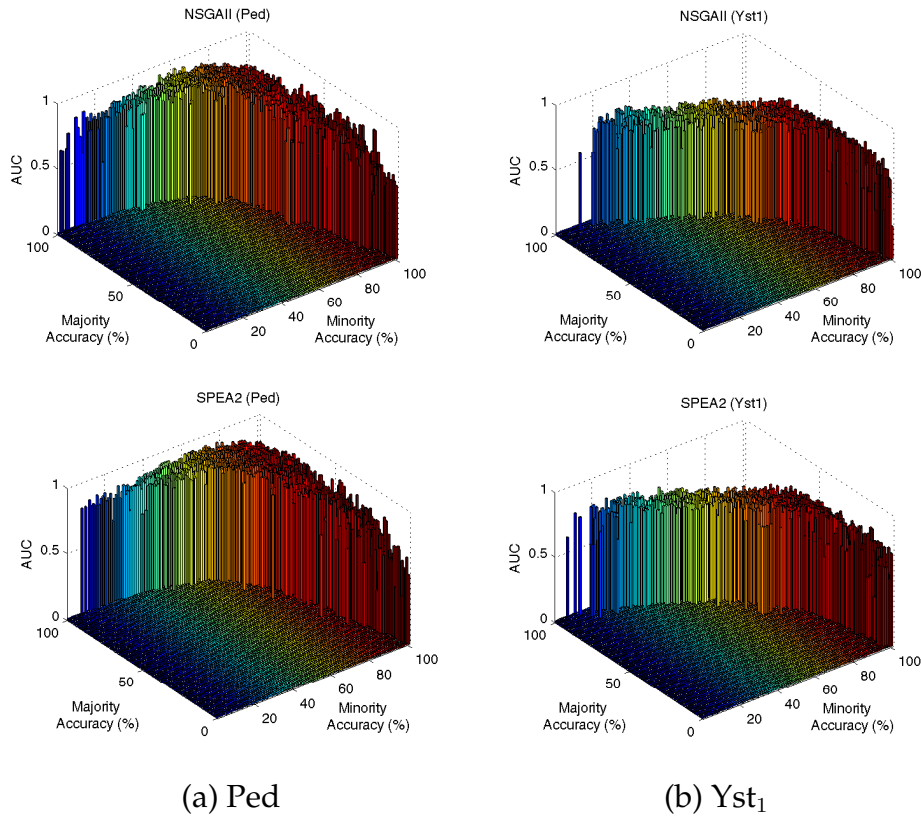 NSGAII (Ped)
1
0.5
0
AUC
100
50
0
Majority
Accuracy (%)
20
40
60
80
100
Minority
Accuracy (%)
NSGAII (Yst1)
1
0.5
0
AUC
100
50
0
Majority
Accuracy (%)
20
40
60
80
100
Minority
Accuracy (%)
SPEA2 (Ped)
1
0.5
0
AUC
100
50
0
Majority
Accuracy (%)
20
40
60
80
100
Minority
Accuracy (%)
SPEA2 (Yst1)
1
0.5
0
AUC
100
50
0
Majority
Accuracy (%)
20
40
60
80
100
Minority
Accuracy (%)
(a) Ped
(b) Yst₁